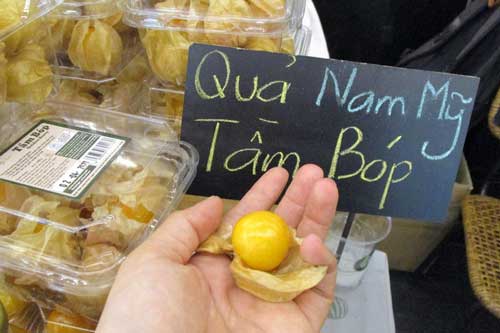 Quả Nam Mỹ
Tầm Bóp
Tầm Bóp